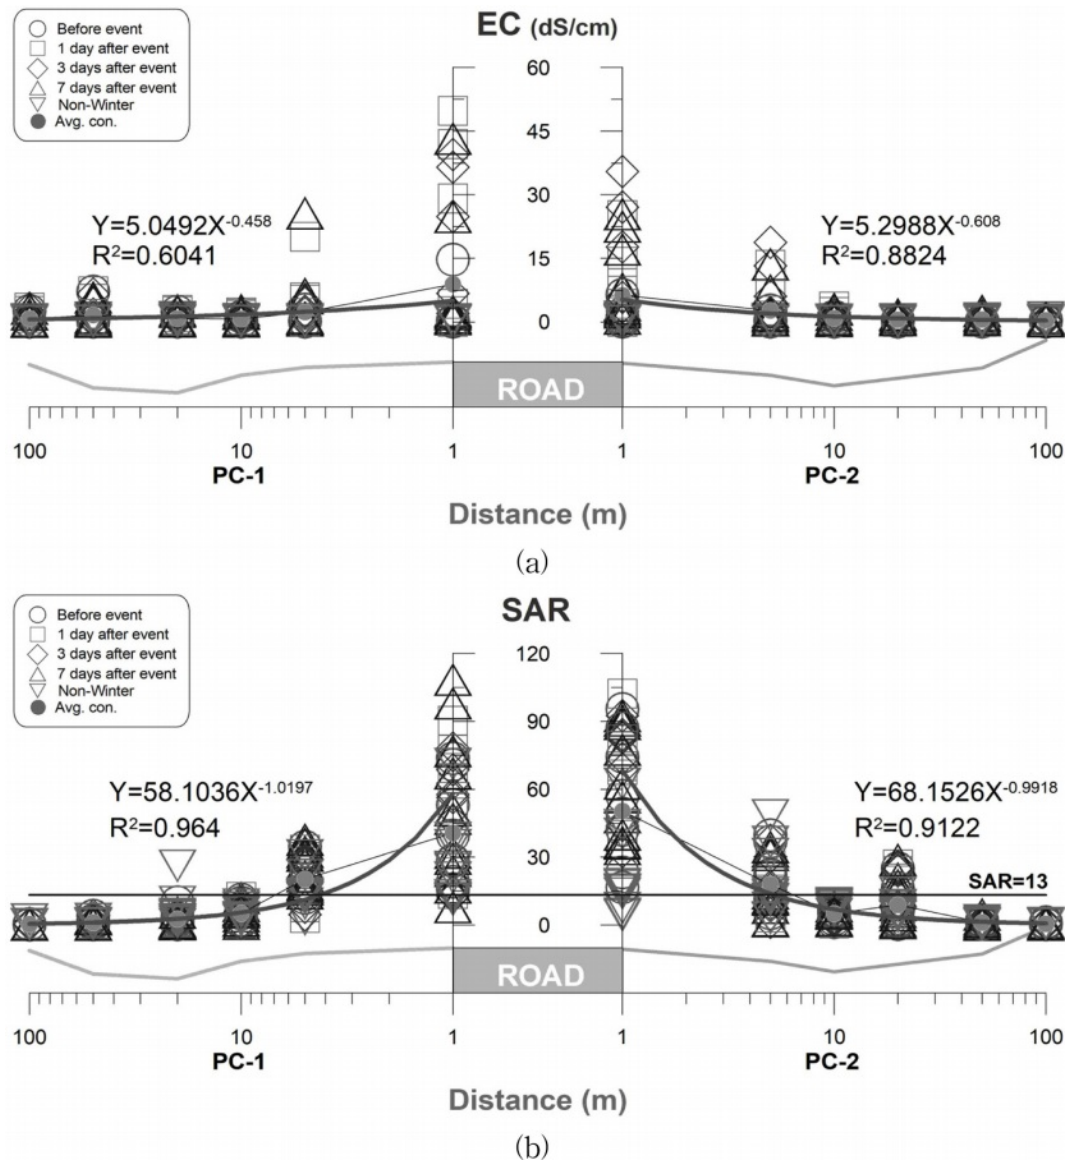 EC (dS/cm)
Before event
1 day after event
3 days after event
7 days after event
Non-Winter
Avg. con.
60
45
30
15
0
Y=5.0492X^-0.458
R²=0.6041
Y=5.2988X^-0.608
R²=0.8824
ROAD
100 10 1 1 10 100
PC-1 PC-2
Distance (m)
(a)
SAR
Before event
1 day after event
3 days after event
7 days after event
Non-Winter
Avg. con.
120
90
60
30
0
Y=58.1036X^-1.0197
R²=0.964
Y=68.1526X^-0.9918
R²=0.9122
SAR=13
ROAD
100 10 1 1 10 100
PC-1 PC-2
Distance (m)
(b)